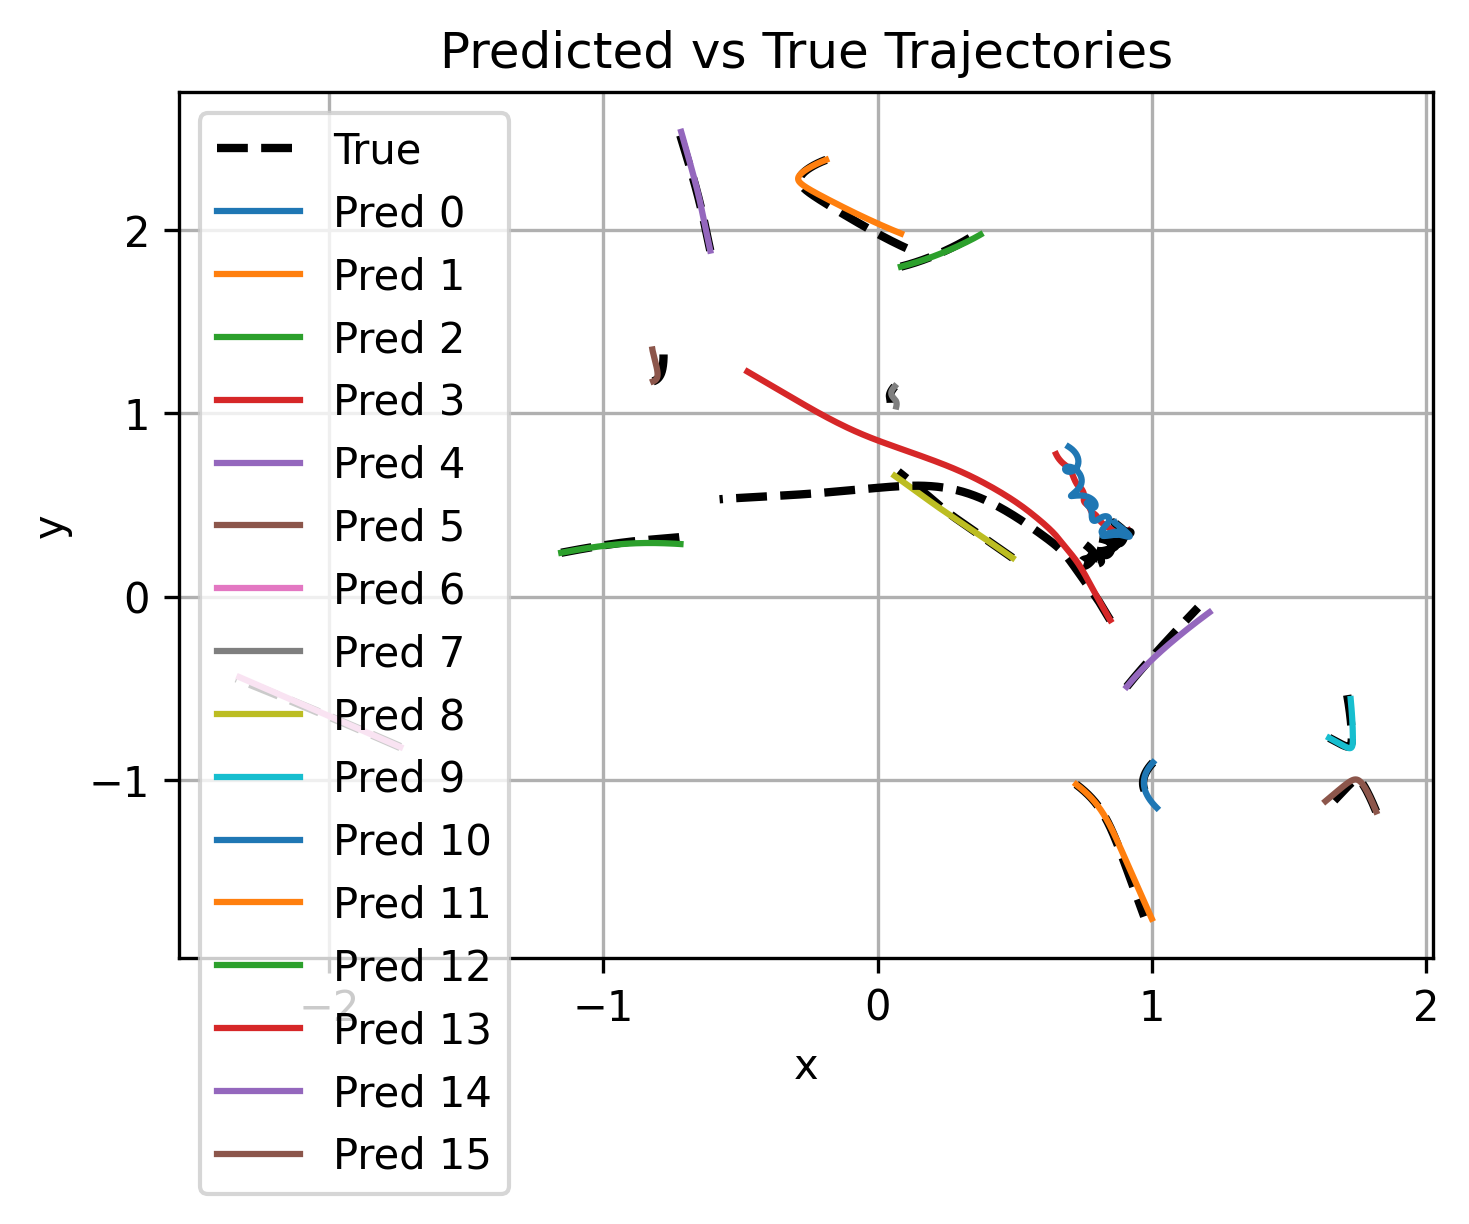 Predicted vs True Trajectories
True
Pred 0
Pred 1
Pred 2
Pred 3
Pred 4
Pred 5
Pred 6
Pred 7
Pred 8
Pred 9
Pred 10
Pred 11
Pred 12
Pred 13
Pred 14
Pred 15
2
1
0
−1
y
−2
−1
0
1
2
x